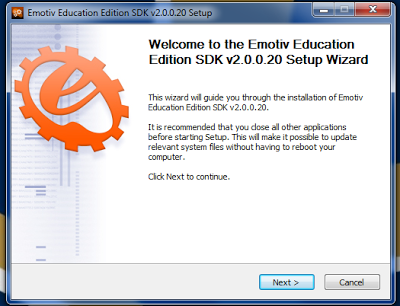 Emotiv Education Edition SDK v2.0.0.20 Setup
Welcome to the Emotiv Education
Edition SDK v2.0.0.20 Setup Wizard
This wizard will guide you through the installation of Emotiv
Education Edition SDK v2.0.0.20.
It is recommended that you close all other applications
before starting Setup. This will make it possible to update
relevant system files without having to reboot your
computer.
Click Next to continue.
Next >
Cancel